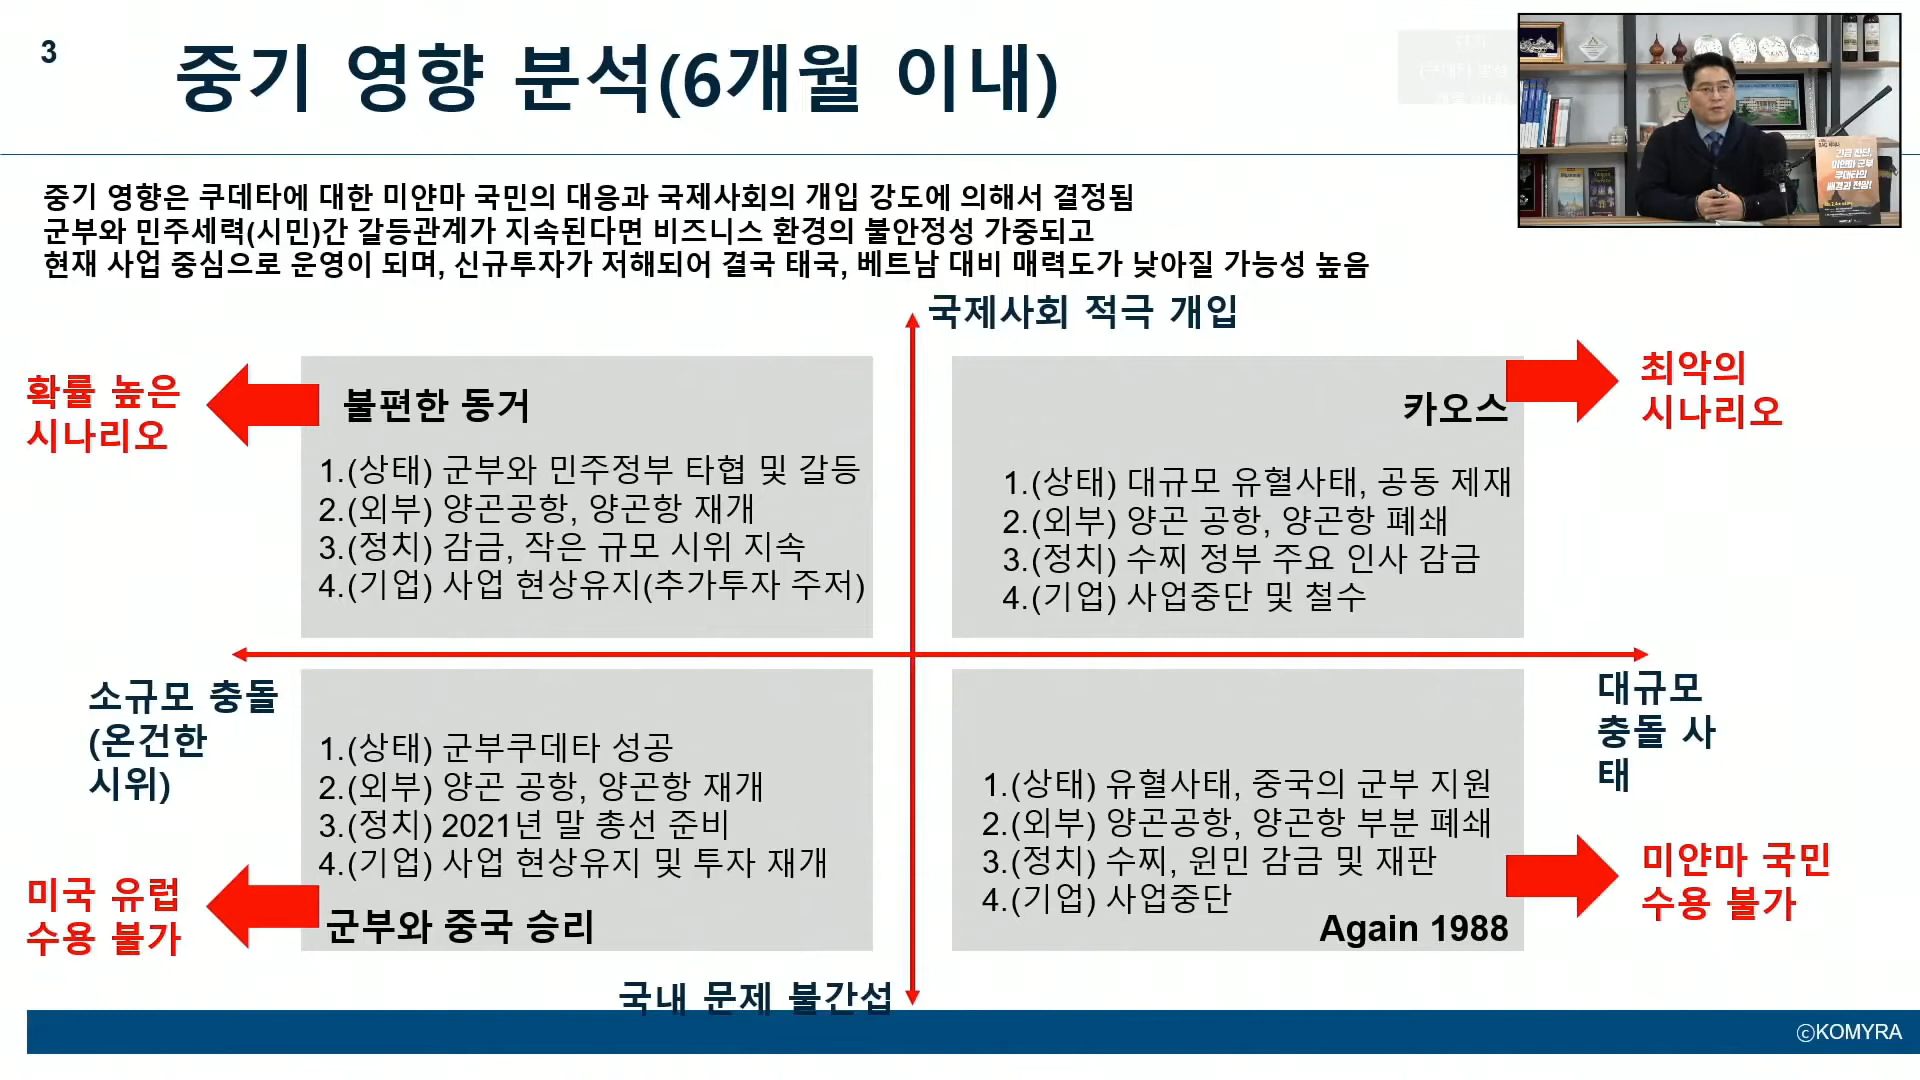 3
중기 영향 분석(6개월 이내)
중기 영향은 쿠데타에 대한 미얀마 국민의 대응과 국제사회의 개입 강도에 의해서 결정됨
군부와 민주세력(시민)간 갈등관계가 지속된다면 비즈니스 환경의 불안정성 가중되고
현재 사업 중심으로 운영이 되며, 신규투자가 저해되어 결국 태국, 베트남 대비 매력도가 낮아질 가능성 높음
긴급 진단,
미얀마 군부
쿠데타의
배경과 전망!
국제사회 적극 개입
확률 높은
시나리오
불편한 동거
1.(상태) 군부와 민주정부 타협 및 갈등
2.(외부) 양곤공항, 양곤항 재개
3.(정치) 감금, 작은 규모 시위 지속
4.(기업) 사업 현상유지(추가투자 주저)
카오스
1.(상태) 대규모 유혈사태, 공동 제재
2.(외부) 양곤 공항, 양곤항 폐쇄
3.(정치) 수찌 정부 주요 인사 감금
4.(기업) 사업중단 및 철수
최악의
시나리오
소규모 충돌
(온건한
시위)
대규모
충돌 사
태
1.(상태) 군부쿠데타 성공
2.(외부) 양곤 공항, 양곤항 재개
3.(정치) 2021년 말 총선 준비
4.(기업) 사업 현상유지 및 투자 재개
군부와 중국 승리
미국 유럽
수용 불가
1.(상태) 유혈사태, 중국의 군부 지원
2.(외부) 양곤공항, 양곤항 부분 폐쇄
3.(정치) 수찌, 윈민 감금 및 재판
4.(기업) 사업중단
Again 1988
미얀마 국민
수용 불가
국내 문제 불간섭
ⓒKOMYRA